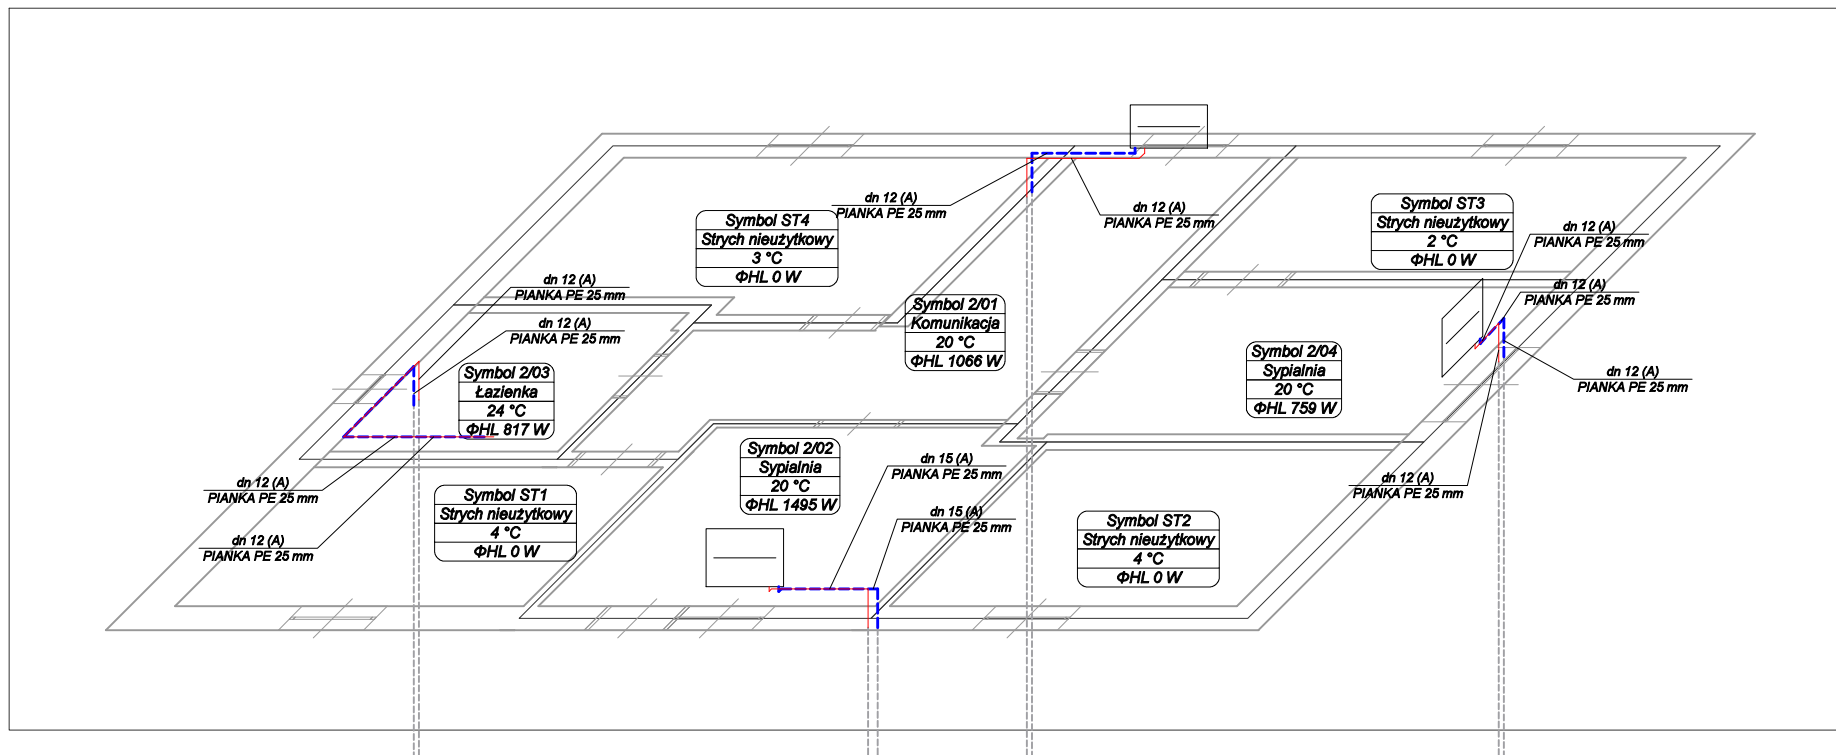 dn 12 (A)
PIANKA PE 25 mm
dn 12 (A)
PIANKA PE 25 mm
Symbol ST3
Strych nieużytkowy
2 °C
ΦHL 0 W
Symbol ST4
Strych nieużytkowy
3 °C
ΦHL 0 W
dn 12 (A)
PIANKA PE 25 mm
dn 12 (A)
PIANKA PE 25 mm
dn 12 (A)
PIANKA PE 25 mm
Symbol 2/01
Komunikacja
20 °C
ΦHL 1066 W
dn 12 (A)
PIANKA PE 25 mm
Symbol 2/03
Łazienka
24 °C
ΦHL 817 W
Symbol 2/04
Sypialnia
20 °C
ΦHL 759 W
dn 12 (A)
PIANKA PE 25 mm
Symbol 2/02
Sypialnia
20 °C
ΦHL 1495 W
dn 15 (A)
PIANKA PE 25 mm
dn 12 (A)
PIANKA PE 25 mm
dn 12 (A)
PIANKA PE 25 mm
Symbol ST1
Strych nieużytkowy
4 °C
ΦHL 0 W
dn 15 (A)
PIANKA PE 25 mm
Symbol ST2
Strych nieużytkowy
4 °C
ΦHL 0 W
dn 12 (A)
PIANKA PE 25 mm